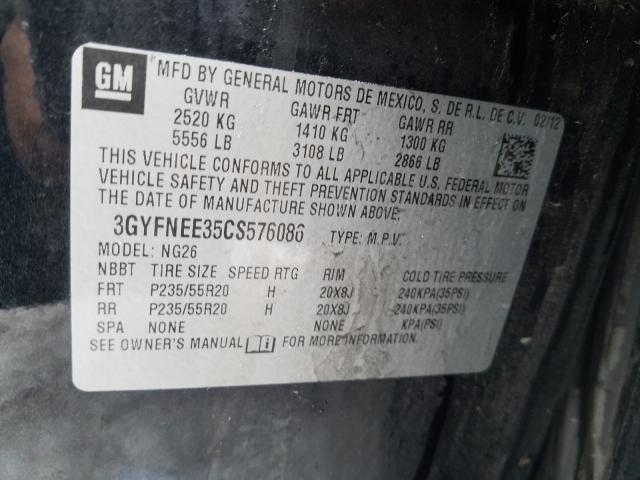 GM MFD BY GENERAL MOTORS DE MEXICO, S. DE R.L. DE C.V. 02/12
GVWR GAWR FRT GAWR RR
2520 KG 1410 KG 1300 KG
5556 LB 3108 LB 2866 LB
THIS VEHICLE CONFORMS TO ALL APPLICABLE U.S. FEDERAL MOTOR
VEHICLE SAFETY AND THEFT PREVENTION STANDARDS IN EFFECT ON
THE DATE OF MANUFACTURE SHOWN ABOVE.
3GYFNEE35CS576086 TYPE: M.P.V.
MODEL: NG26
NBBT TIRE SIZE SPEED RTG RIM COLD TIRE PRESSURE
FRT P235/55R20 H 20X8J 240KPA(35PSI)
RR P235/55R20 H 20X8J 240KPA(35PSI)
SPA NONE NONE KPA(PSI)
SEE OWNER'S MANUAL FOR MORE INFORMATION.